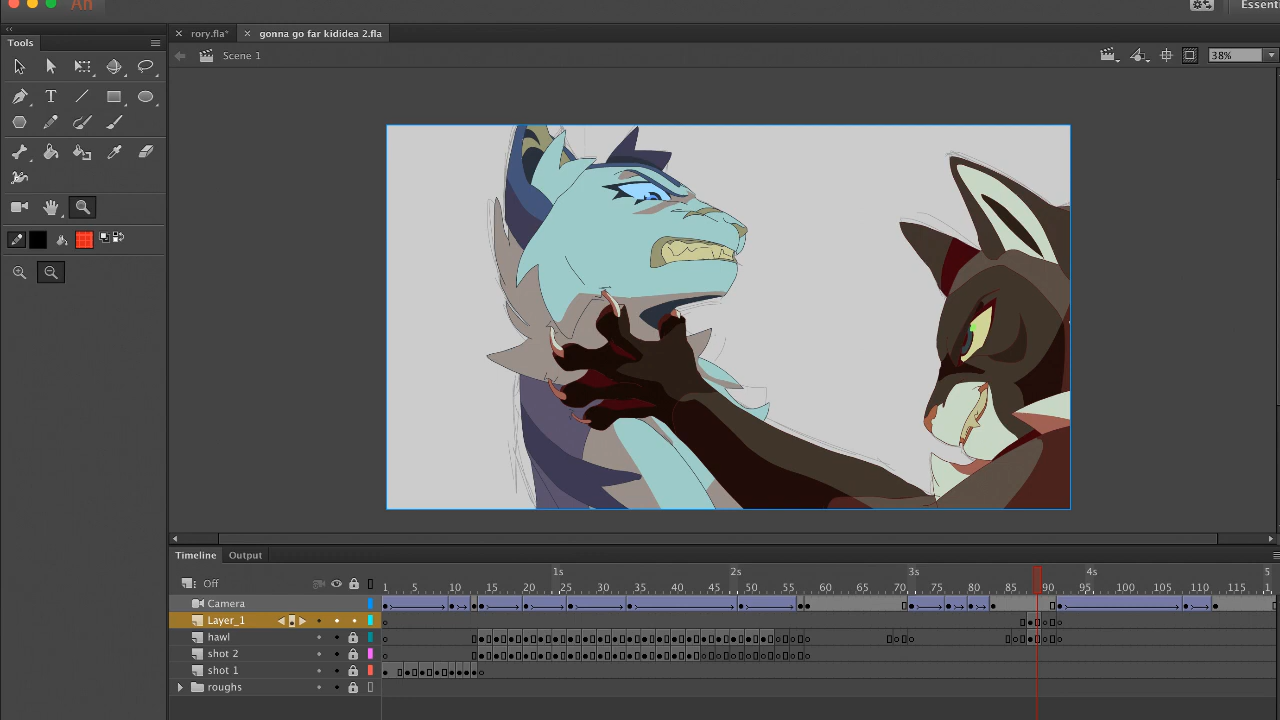 An
Essenti
Tools
rory.fla*
gonna go far kididea 2.fla
Scene 1
38%
T
Timeline
Output
Off
1s
2s
3s
4s
5
1 5 10 15 20 25 30 35 40 45 50 55 60 65 70 75 80 85 90 95 100 105 110 115 120
Camera
Layer_1
hawl
shot 2
shot 1
roughs